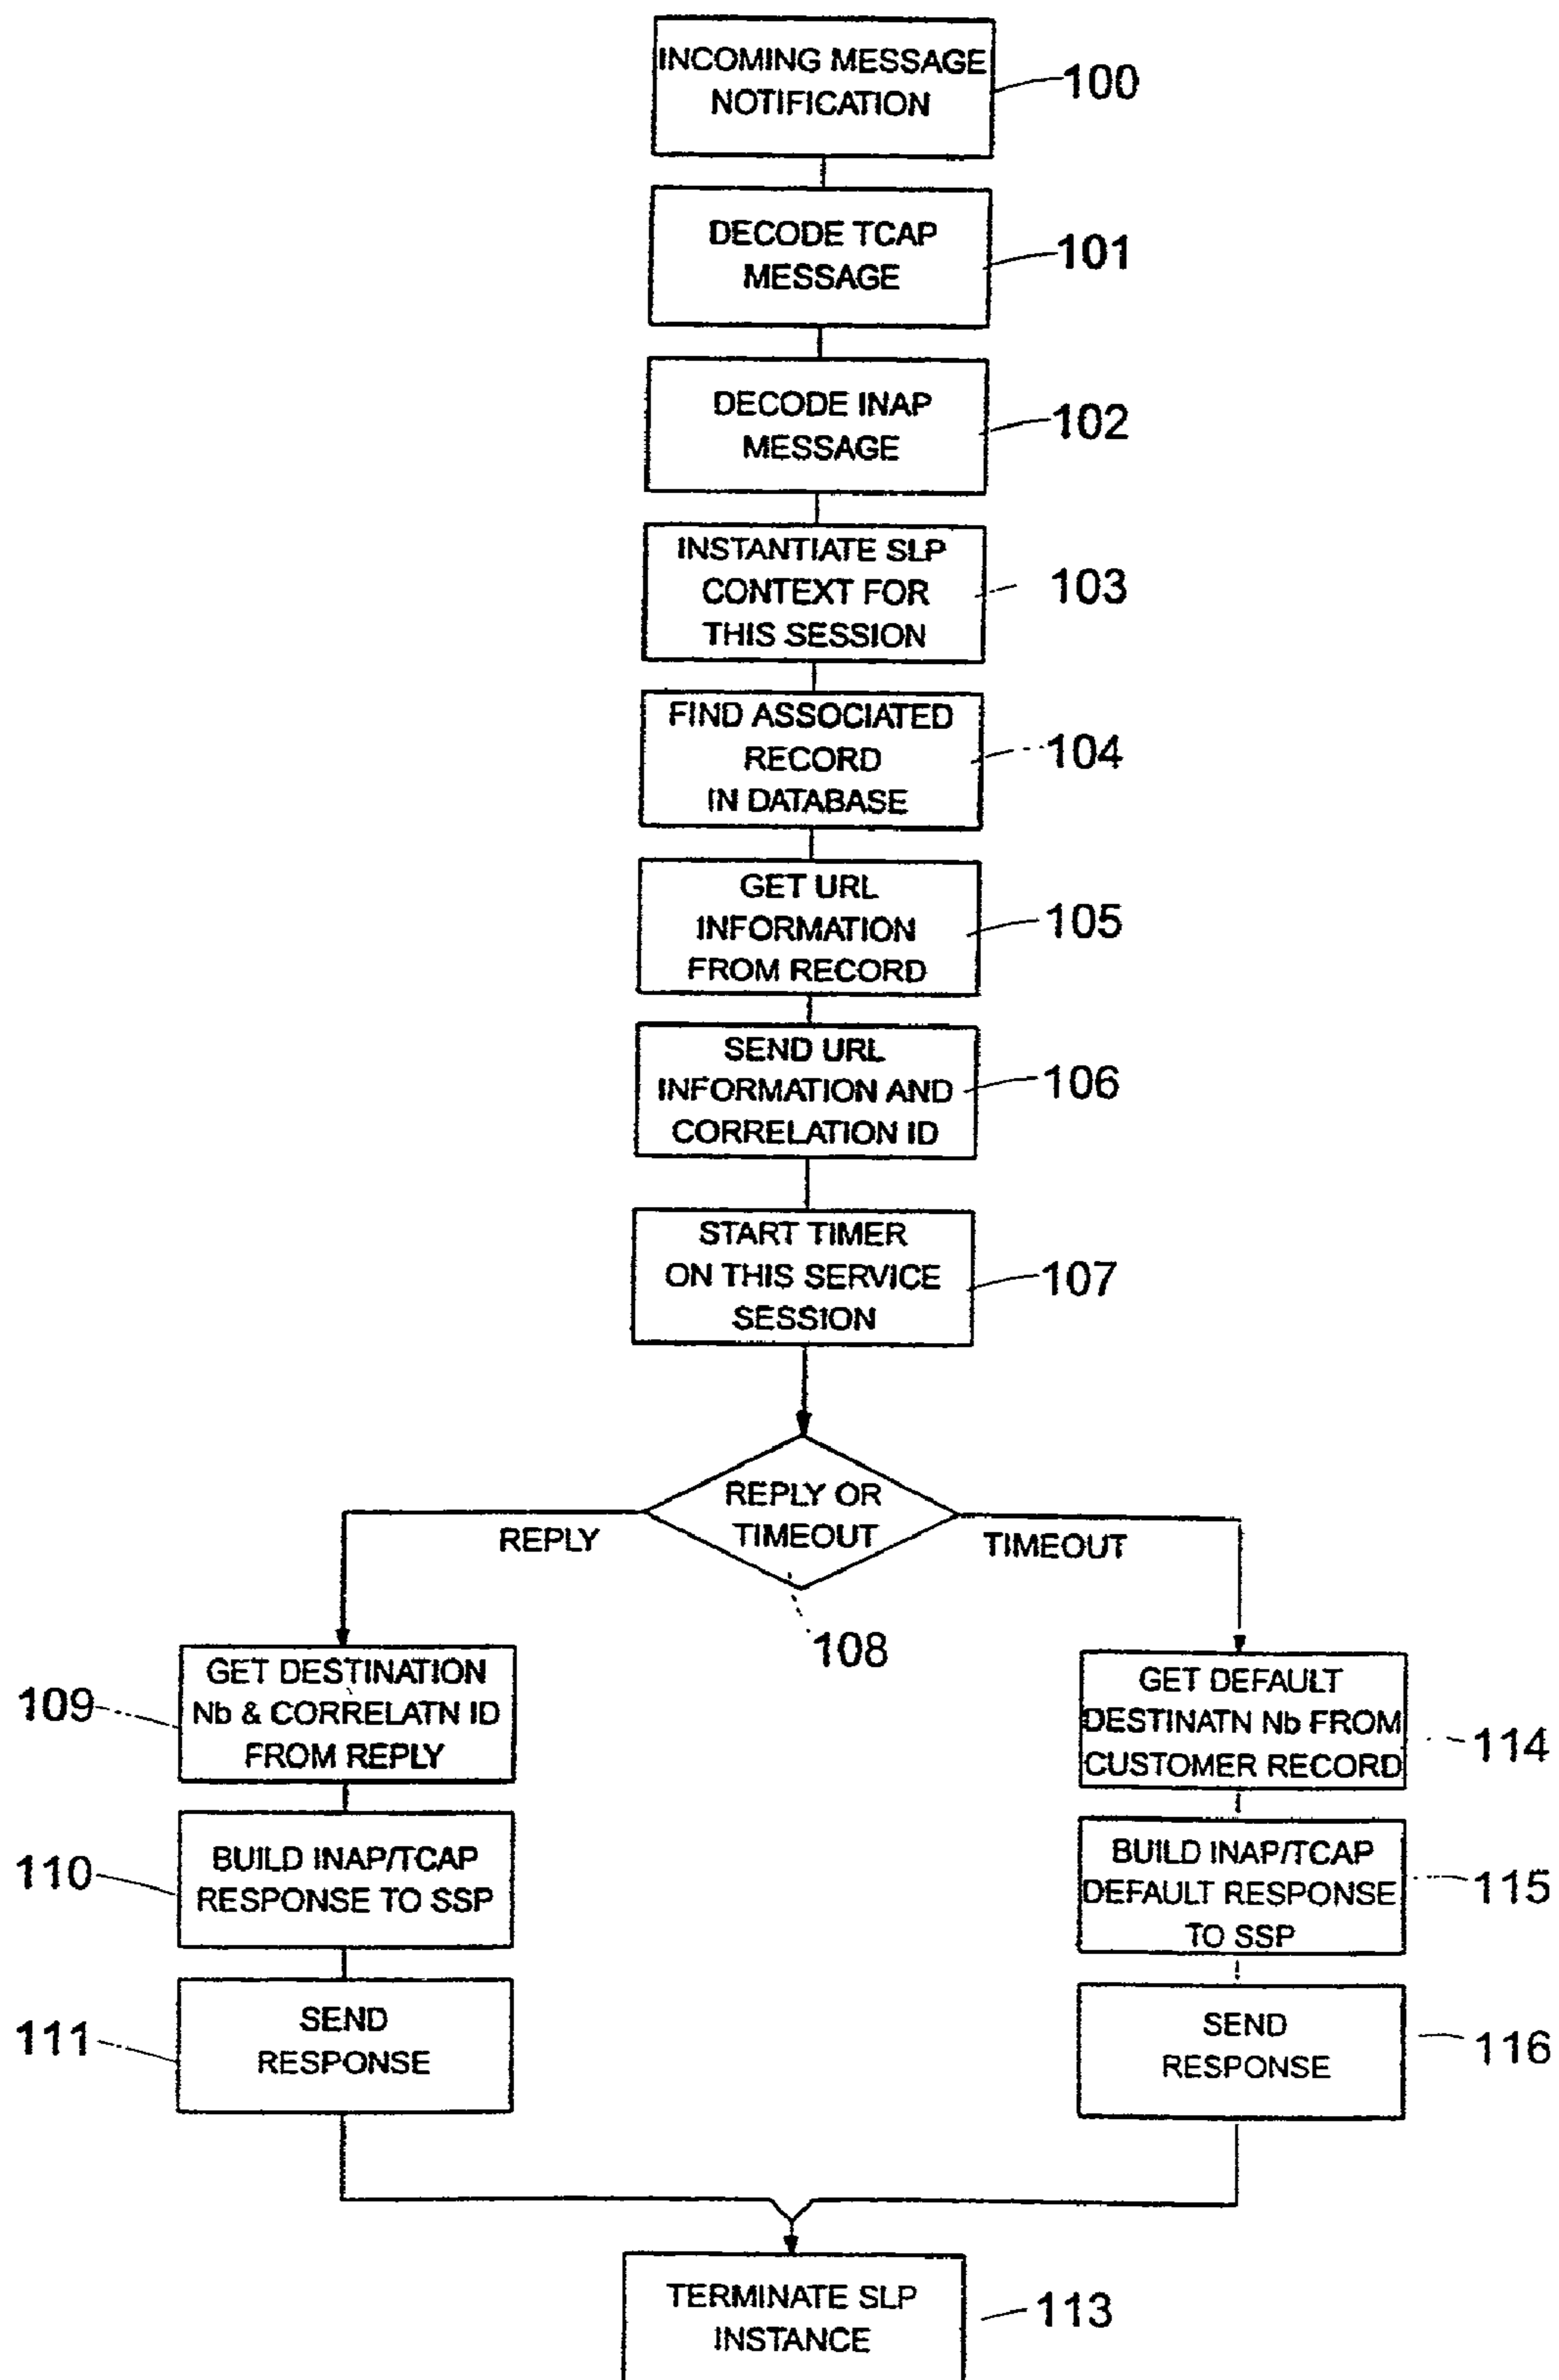 INCOMING MESSAGE
NOTIFICATION
100
DECODE TCAP
MESSAGE
101
DECODE INAP
MESSAGE
102
INSTANTIATE SLP
CONTEXT FOR
THIS SESSION
103
FIND ASSOCIATED
RECORD
IN DATABASE
104
GET URL
INFORMATION
FROM RECORD
105
SEND URL
INFORMATION AND
CORRELATION ID
106
START TIMER
ON THIS SERVICE
SESSION
107
REPLY OR
TIMEOUT
REPLY
TIMEOUT
108
GET DESTINATION
Nb & CORRELATN ID
FROM REPLY
109
GET DEFAULT
DESTINATN Nb FROM
CUSTOMER RECORD
114
BUILD INAP/TCAP
RESPONSE TO SSP
110
BUILD INAP/TCAP
DEFAULT RESPONSE
TO SSP
115
SEND
RESPONSE
111
SEND
RESPONSE
116
TERMINATE SLP
INSTANCE
113